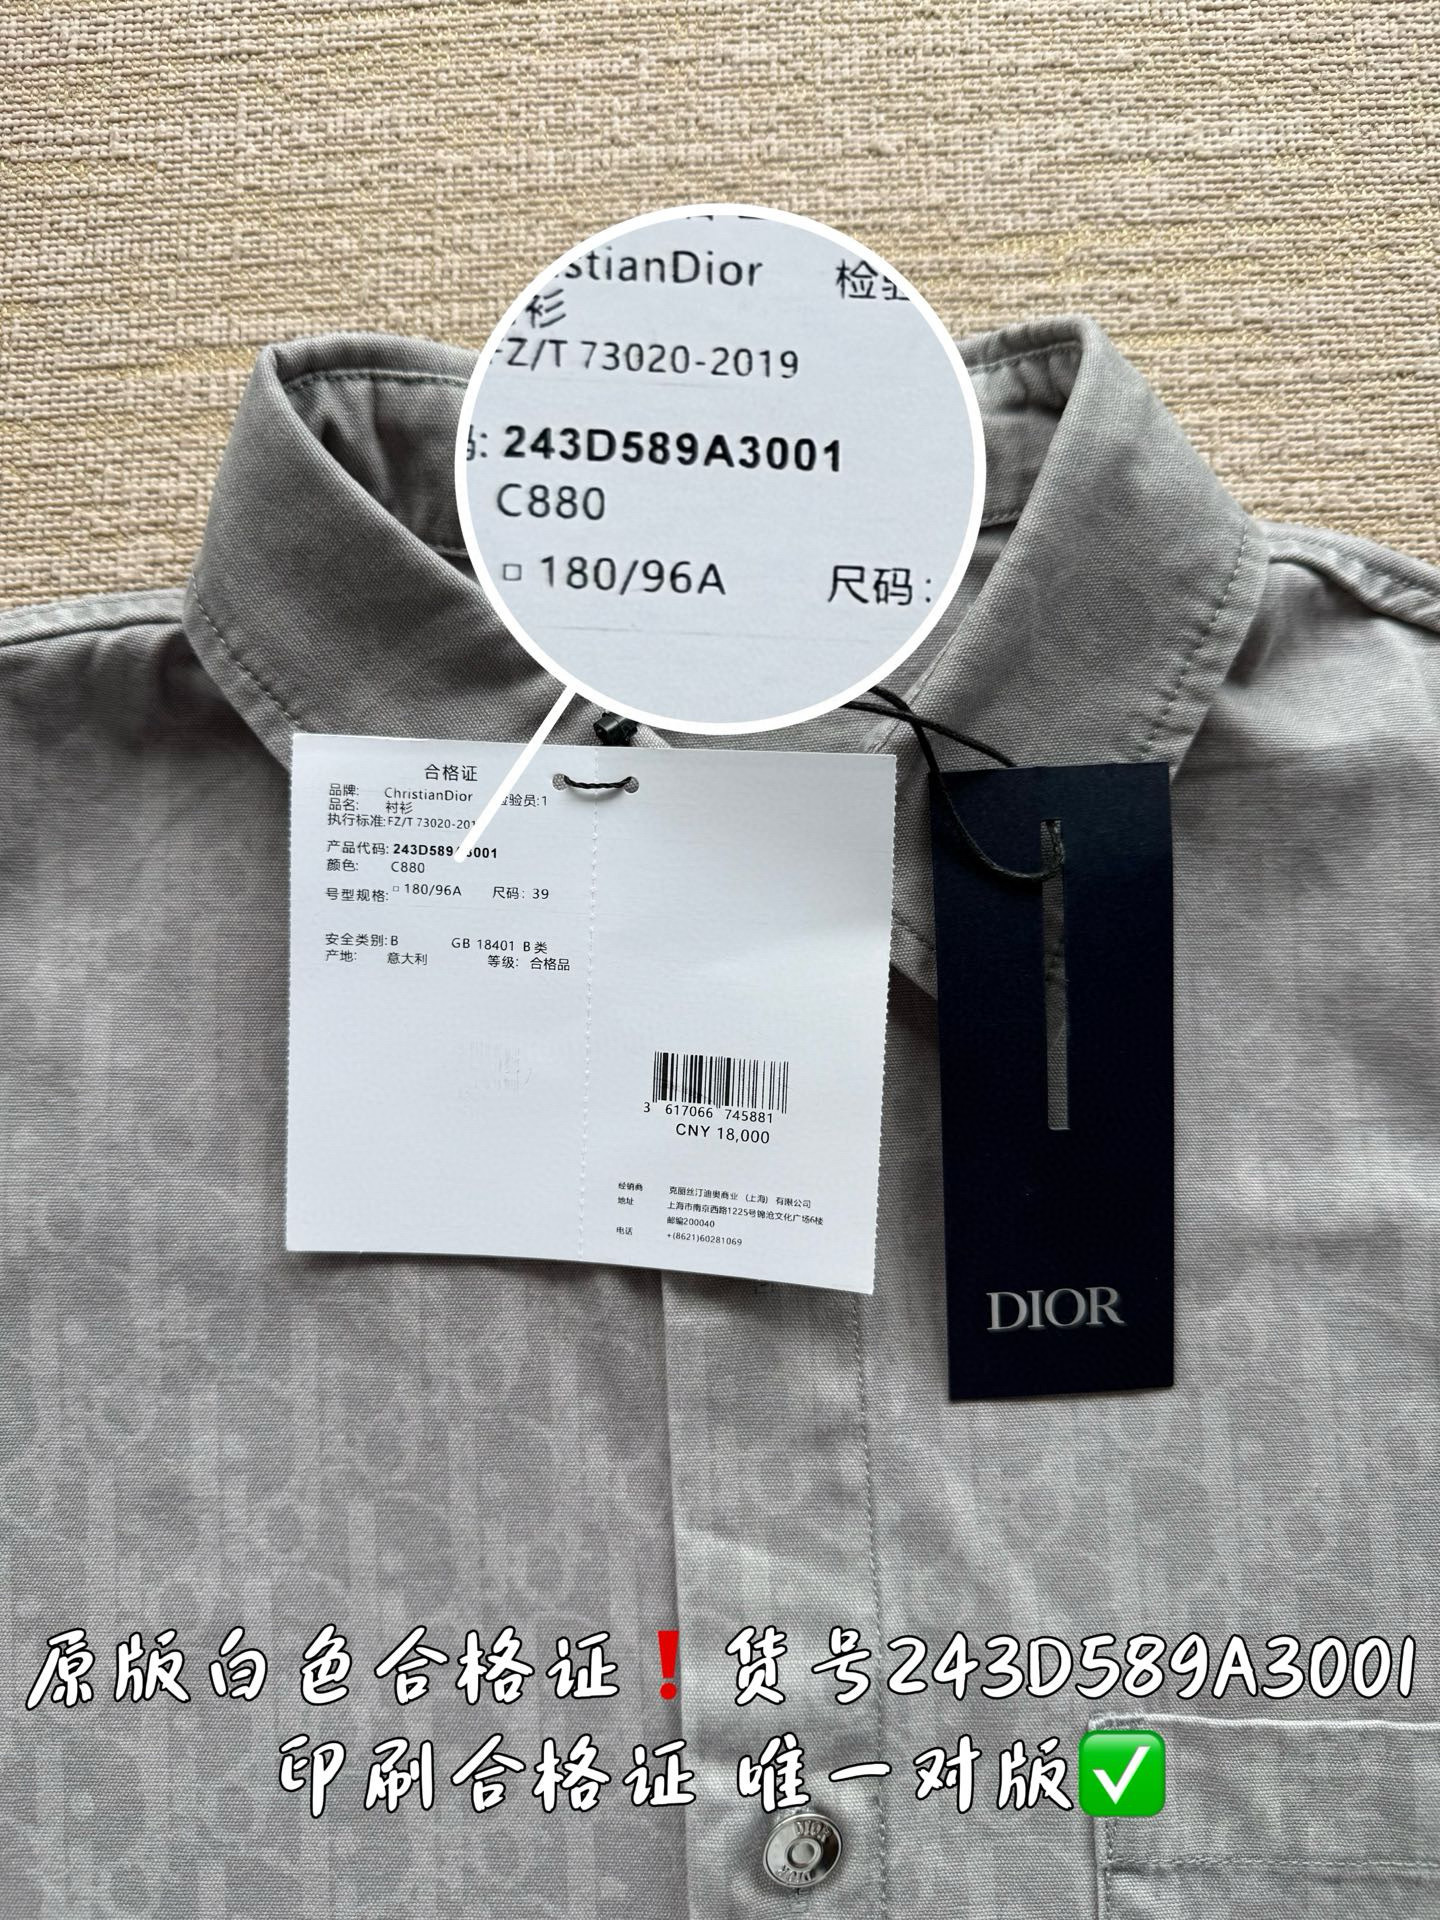 stianDior 检验
衫
FZ/T 73020-2019
码: 243D589A3001
C880
□ 180/96A 尺码:
合格证
品牌: ChristianDior 检验员:1
品名: 衬衫
执行标准:FZ/T 73020-201
产品代码: 243D589A3001
颜色: C880
号型规格: □ 180/96A 尺码: 39
安全类别: B GB 18401 B 类
产地: 意大利 等级: 合格品
3 617066 745881
CNY 18,000
经销商 克丽丝汀迪奥商业 (上海) 有限公司
地址 上海市南京西路1225号锦沧文化广场6楼
邮编200040
电话 +(8621)60281069
DIOR
原版白色合格证❗货号243D589A3001
印刷合格证 唯一对版✅
DIOR
DIOR